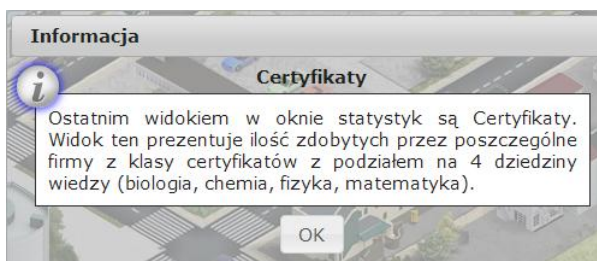 Informacja
i
Certyfikaty
Ostatnim widokiem w oknie statystyk są Certyfikaty.
Widok ten prezentuje ilość zdobytych przez poszczególne
firmy z klasy certyfikatów z podziałem na 4 dziedziny
wiedzy (biologia, chemia, fizyka, matematyka).
OK